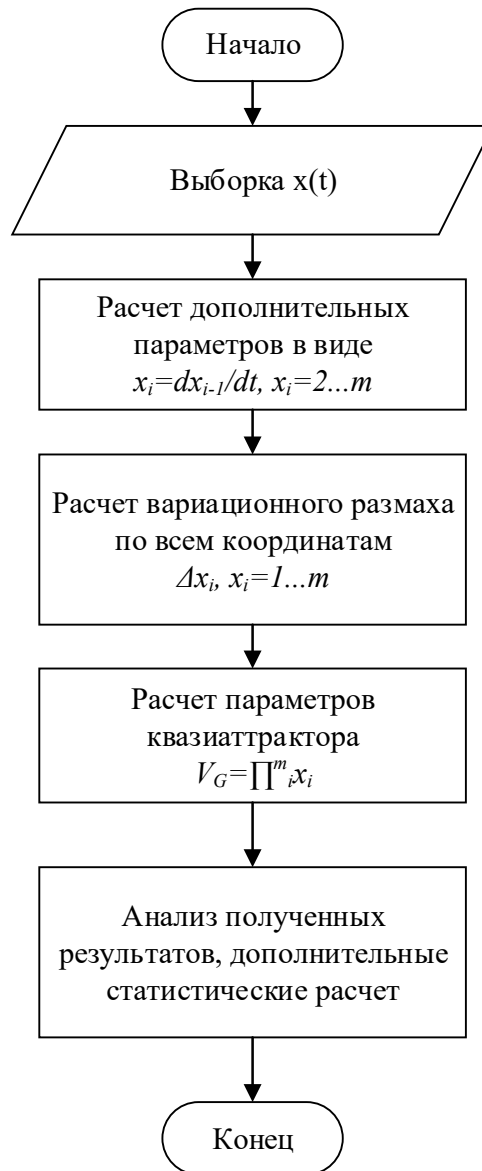 Начало
Выборка x(t)
Расчет дополнительных
параметров в виде
xᵢ=dxᵢ₋₁/dt, xᵢ=2...m
Расчет вариационного размаха
по всем координатам
Δxᵢ, xᵢ=1...m
Расчет параметров
квазиаттрактора
V_G=∏ᵐᵢxᵢ
Анализ полученных
результатов, дополнительные
статистические расчет
Конец